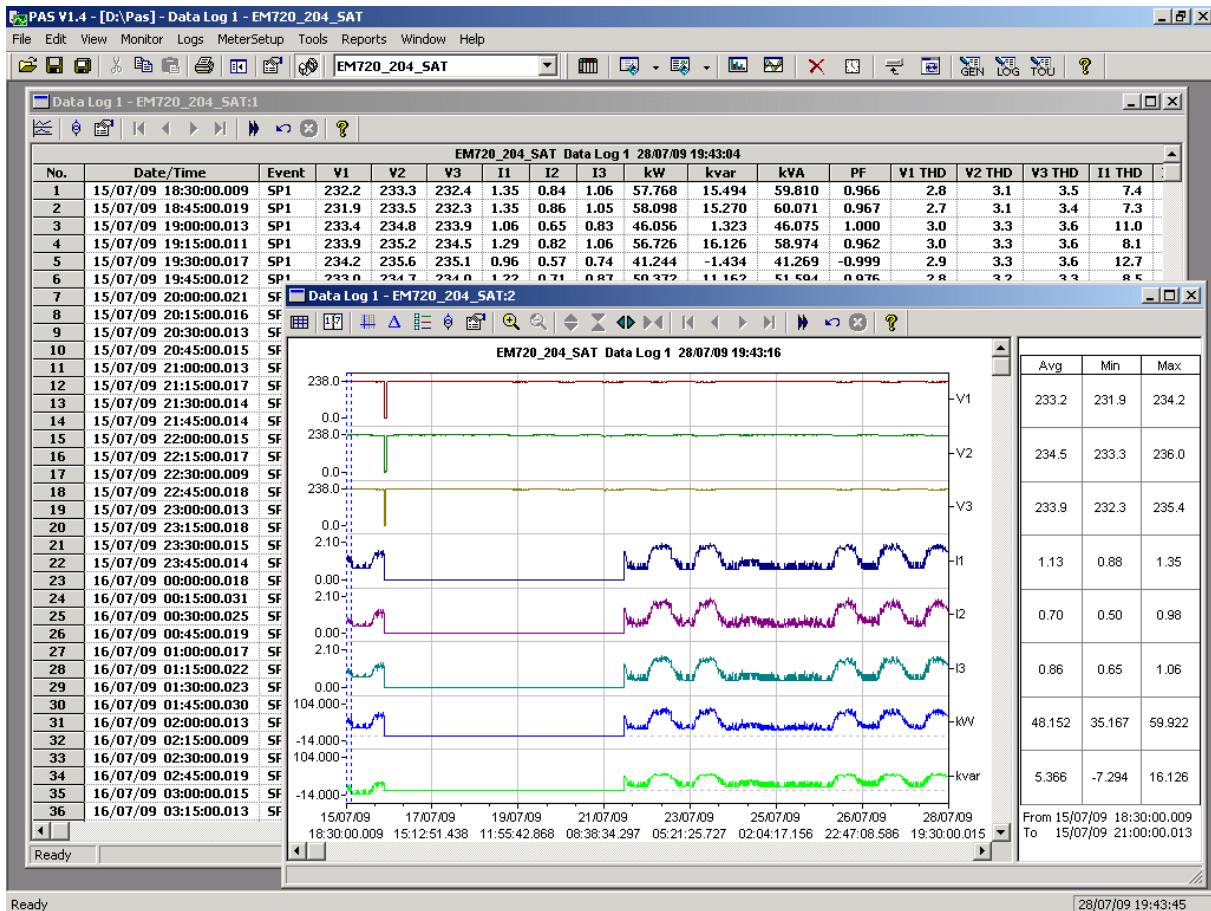 PAS V1.4 - [D:\Pas] - Data Log 1 - EM720_204_SAT
File Edit View Monitor Logs MeterSetup Tools Reports Window Help
EM720_204_SAT
GEN LOG TOU
Data Log 1 - EM720_204_SAT:1
EM720_204_SAT Data Log 1 28/07/09 19:43:04
No. Date/Time Event V1 V2 V3 I1 I2 I3 kW kvar kVA PF V1 THD V2 THD V3 THD I1 THD
1 15/07/09 18:30:00.009 SP1 232.2 233.3 232.4 1.35 0.84 1.06 57.768 15.494 59.810 0.966 2.8 3.1 3.5 7.4
2 15/07/09 18:45:00.019 SP1 231.9 233.5 232.3 1.35 0.86 1.05 58.098 15.270 60.071 0.967 2.7 3.1 3.4 7.3
3 15/07/09 19:00:00.013 SP1 233.4 234.8 233.9 1.06 0.65 0.83 46.056 1.323 46.075 1.000 3.0 3.3 3.6 11.0
4 15/07/09 19:15:00.011 SP1 233.9 235.2 234.5 1.29 0.82 1.06 56.726 16.126 58.974 0.962 3.0 3.3 3.6 8.1
5 15/07/09 19:30:00.017 SP1 234.2 235.6 235.1 0.96 0.57 0.74 41.244 -1.434 41.269 -0.999 2.9 3.3 3.6 12.7
6 15/07/09 19:45:00.012 SP1 233.0 234.7 234.0 1.22 0.71 0.87 50.372 11.162 51.594 0.976 2.8 3.2 3.3 8.5
7 15/07/09 20:00:00.021
8 15/07/09 20:15:00.016
9 15/07/09 20:30:00.013
10 15/07/09 20:45:00.015
11 15/07/09 21:00:00.013
12 15/07/09 21:15:00.017
13 15/07/09 21:30:00.014
14 15/07/09 21:45:00.014
15 15/07/09 22:00:00.015
16 15/07/09 22:15:00.017
17 15/07/09 22:30:00.009
18 15/07/09 22:45:00.018
19 15/07/09 23:00:00.013
20 15/07/09 23:15:00.018
21 15/07/09 23:30:00.015
22 15/07/09 23:45:00.014
23 16/07/09 00:00:00.018
24 16/07/09 00:15:00.031
25 16/07/09 00:30:00.025
26 16/07/09 00:45:00.019
27 16/07/09 01:00:00.017
28 16/07/09 01:15:00.022
29 16/07/09 01:30:00.023
30 16/07/09 01:45:00.030
31 16/07/09 02:00:00.013
32 16/07/09 02:15:00.009
33 16/07/09 02:30:00.019
34 16/07/09 02:45:00.019
35 16/07/09 03:00:00.015
36 16/07/09 03:15:00.013
Ready
Data Log 1 - EM720_204_SAT:2
EM720_204_SAT Data Log 1 28/07/09 19:43:16
Avg Min Max
238.0
0.0
V1 233.2 231.9 234.2
238.0
0.0
V2 234.5 233.3 236.0
238.0
0.0
V3 233.9 232.3 235.4
2.10
0.00
I1 1.13 0.88 1.35
2.10
0.00
I2 0.70 0.50 0.98
2.10
0.00
I3 0.86 0.65 1.06
104.000
-14.000
kW 48.152 35.167 59.922
104.000
-14.000
kvar 5.366 -7.294 16.126
15/07/09 17/07/09 19/07/09 21/07/09 23/07/09 25/07/09 26/07/09 28/07/09
18:30:00.009 15:12:51.438 11:55:42.868 08:38:34.297 05:21:25.727 02:04:17.156 22:47:08.586 19:30:00.015
From 15/07/09 18:30:00.009
To 15/07/09 21:00:00.013
Ready 28/07/09 19:43:45